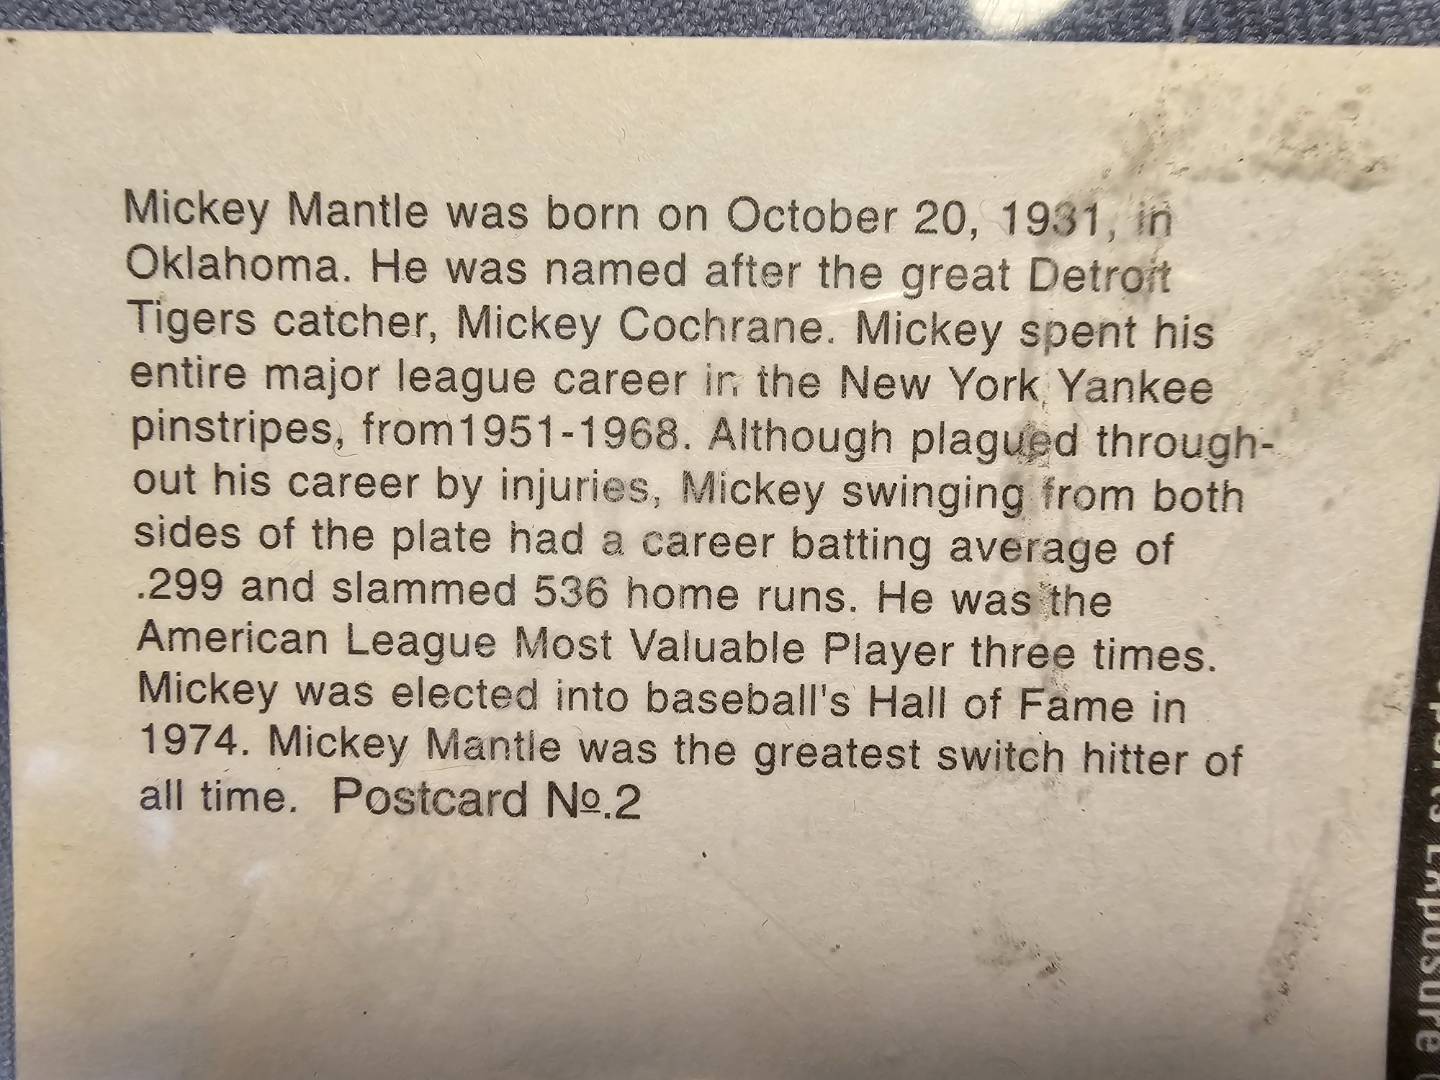 Mickey Mantle was born on October 20, 1931, in
Oklahoma. He was named after the great Detroit
Tigers catcher, Mickey Cochrane. Mickey spent his
entire major league career in the New York Yankee
pinstripes, from1951-1968. Although plagued through-
out his career by injuries, Mickey swinging from both
sides of the plate had a career batting average of
.299 and slammed 536 home runs. He was the
American League Most Valuable Player three times.
Mickey was elected into baseball's Hall of Fame in
1974. Mickey Mantle was the greatest switch hitter of
all time.  Postcard Nº.2
Sports Exposure